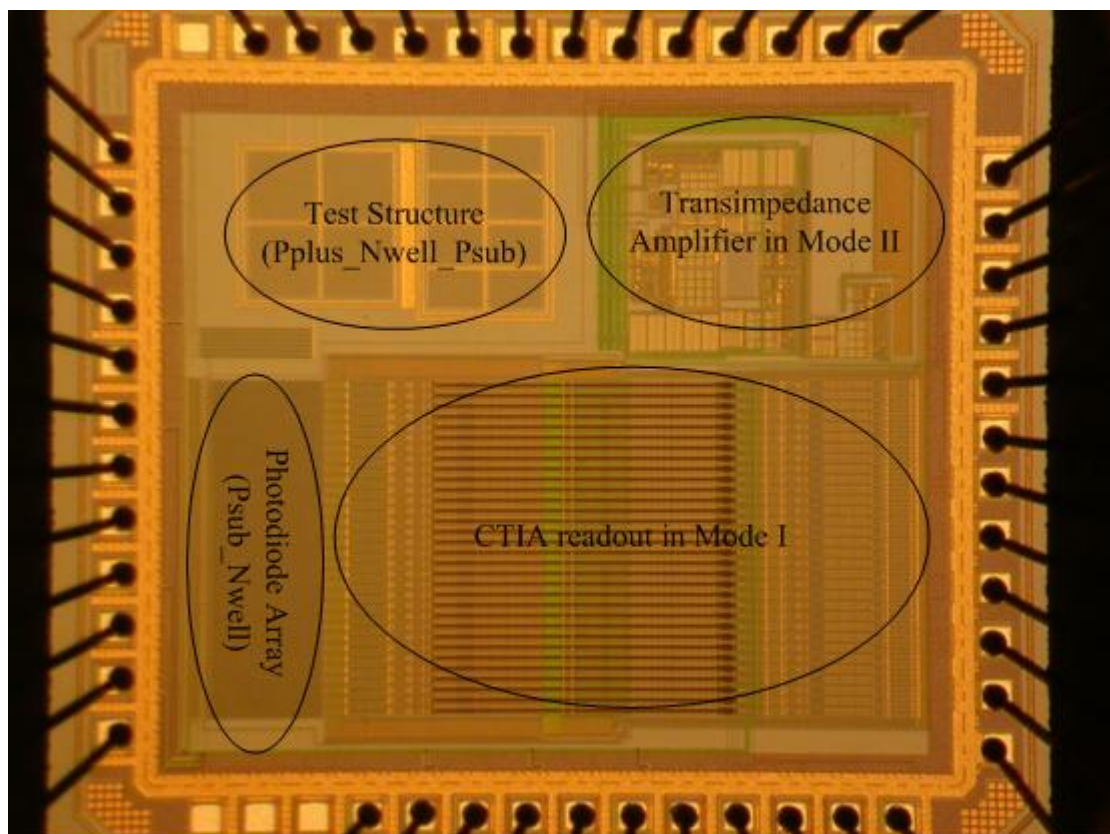 Test Structure
(Pplus_Nwell_Psub)
Transimpedance
Amplifier in Mode II
Photodiode Array
(Psub_Nwell)
CTIA readout in Mode I